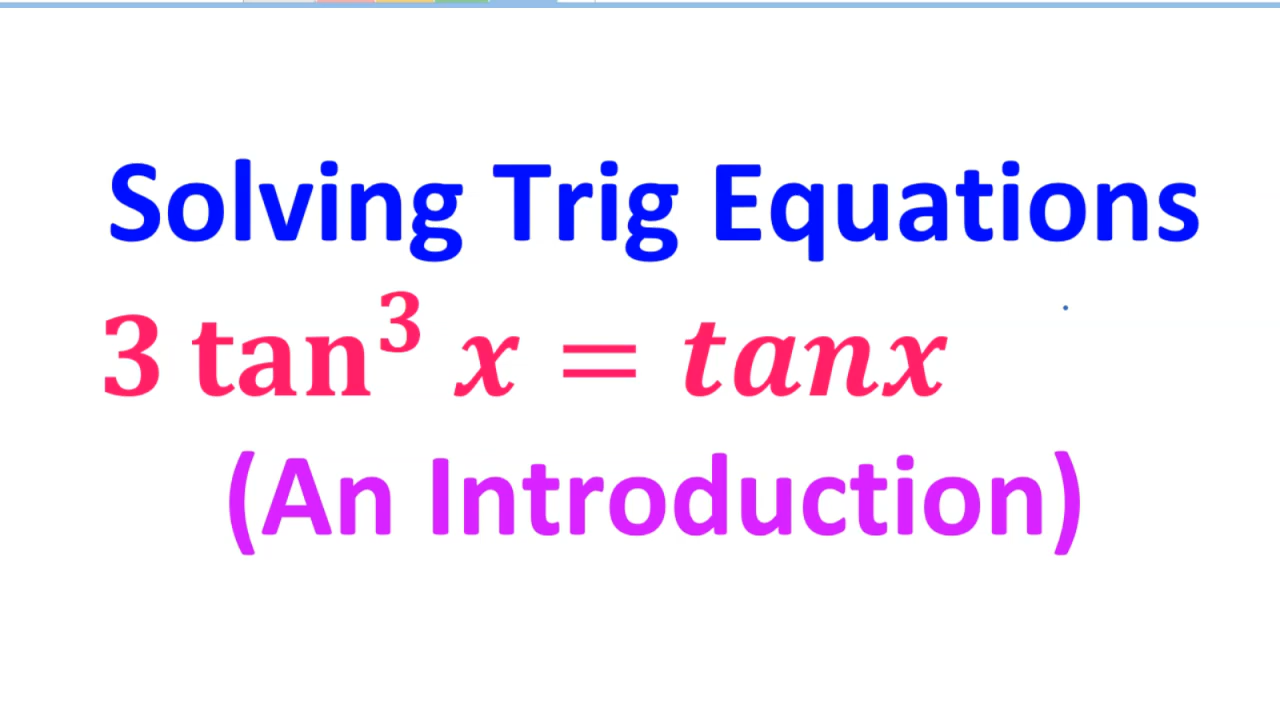 Solving Trig Equations
3 tan³ x = tanx
(An Introduction)